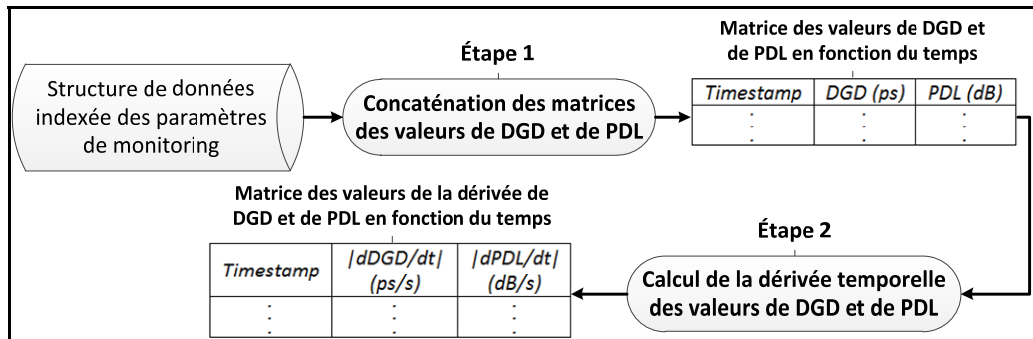 Structure de données
indexée des paramètres
de monitoring
Étape 1
Concaténation des matrices
des valeurs de DGD et de PDL
Matrice des valeurs de DGD et
de PDL en fonction du temps
Timestamp DGD (ps) PDL (dB)
Étape 2
Calcul de la dérivée temporelle
des valeurs de DGD et de PDL
Matrice des valeurs de la dérivée de
DGD et de PDL en fonction du temps
Timestamp |dDGD/dt| (ps/s) |dPDL/dt| (dB/s)